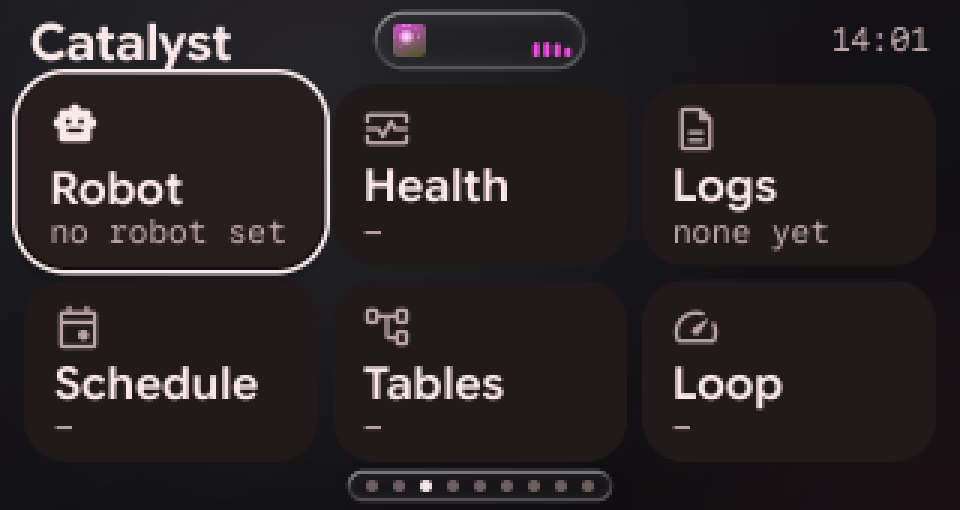 Catalyst
14:01
Robot
no robot set
Health
–
Logs
none yet
Schedule
–
Tables
–
Loop
–